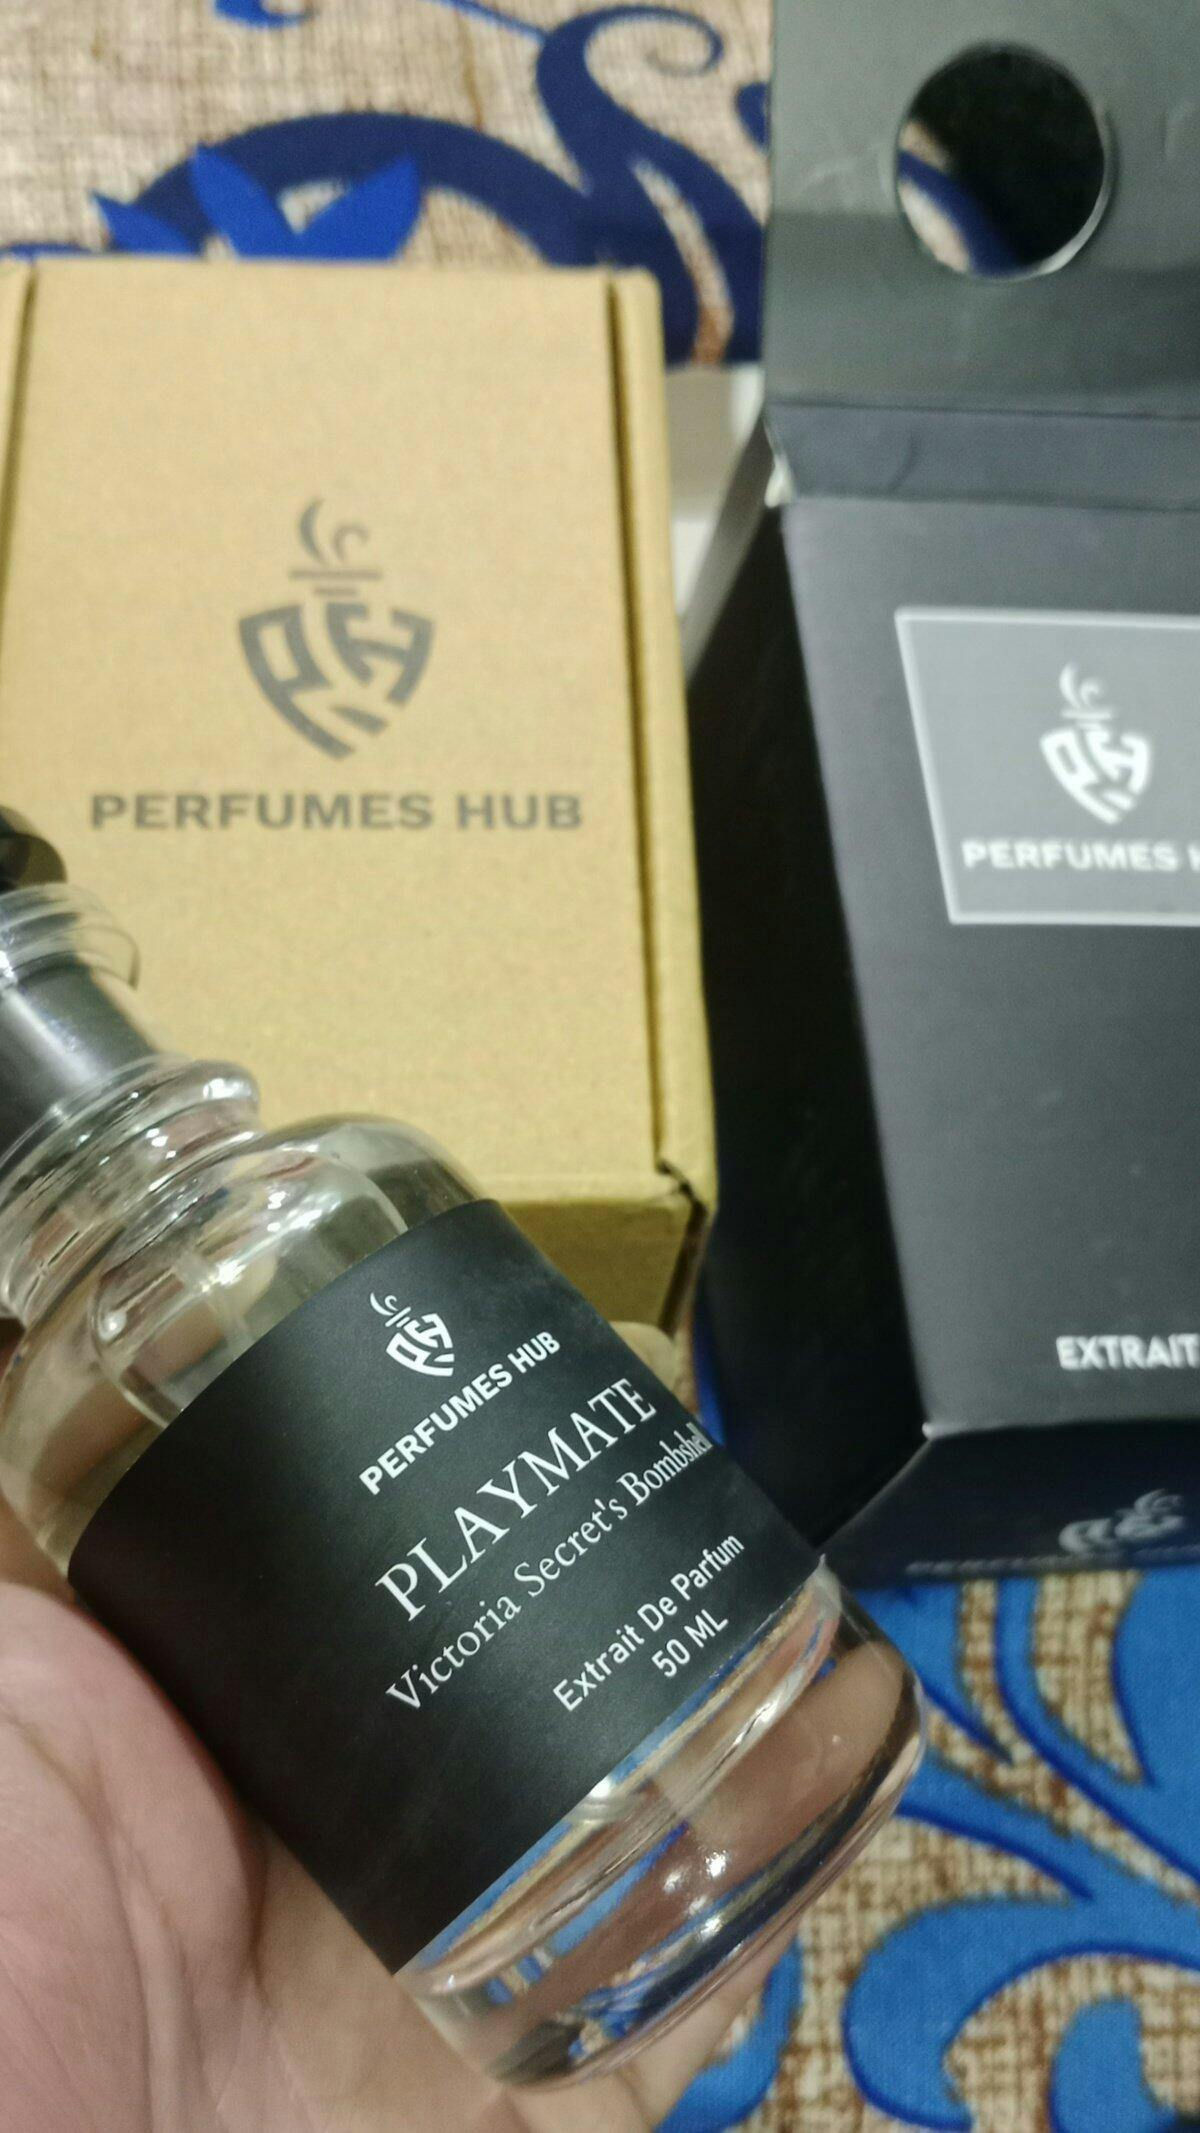 PERFUMES HUB
PERFUMES
EXTRAIT
PERFUMES HUB
PLAYMATE
Victoria Secret's Bombshell
Extrait De Parfum
50 ML